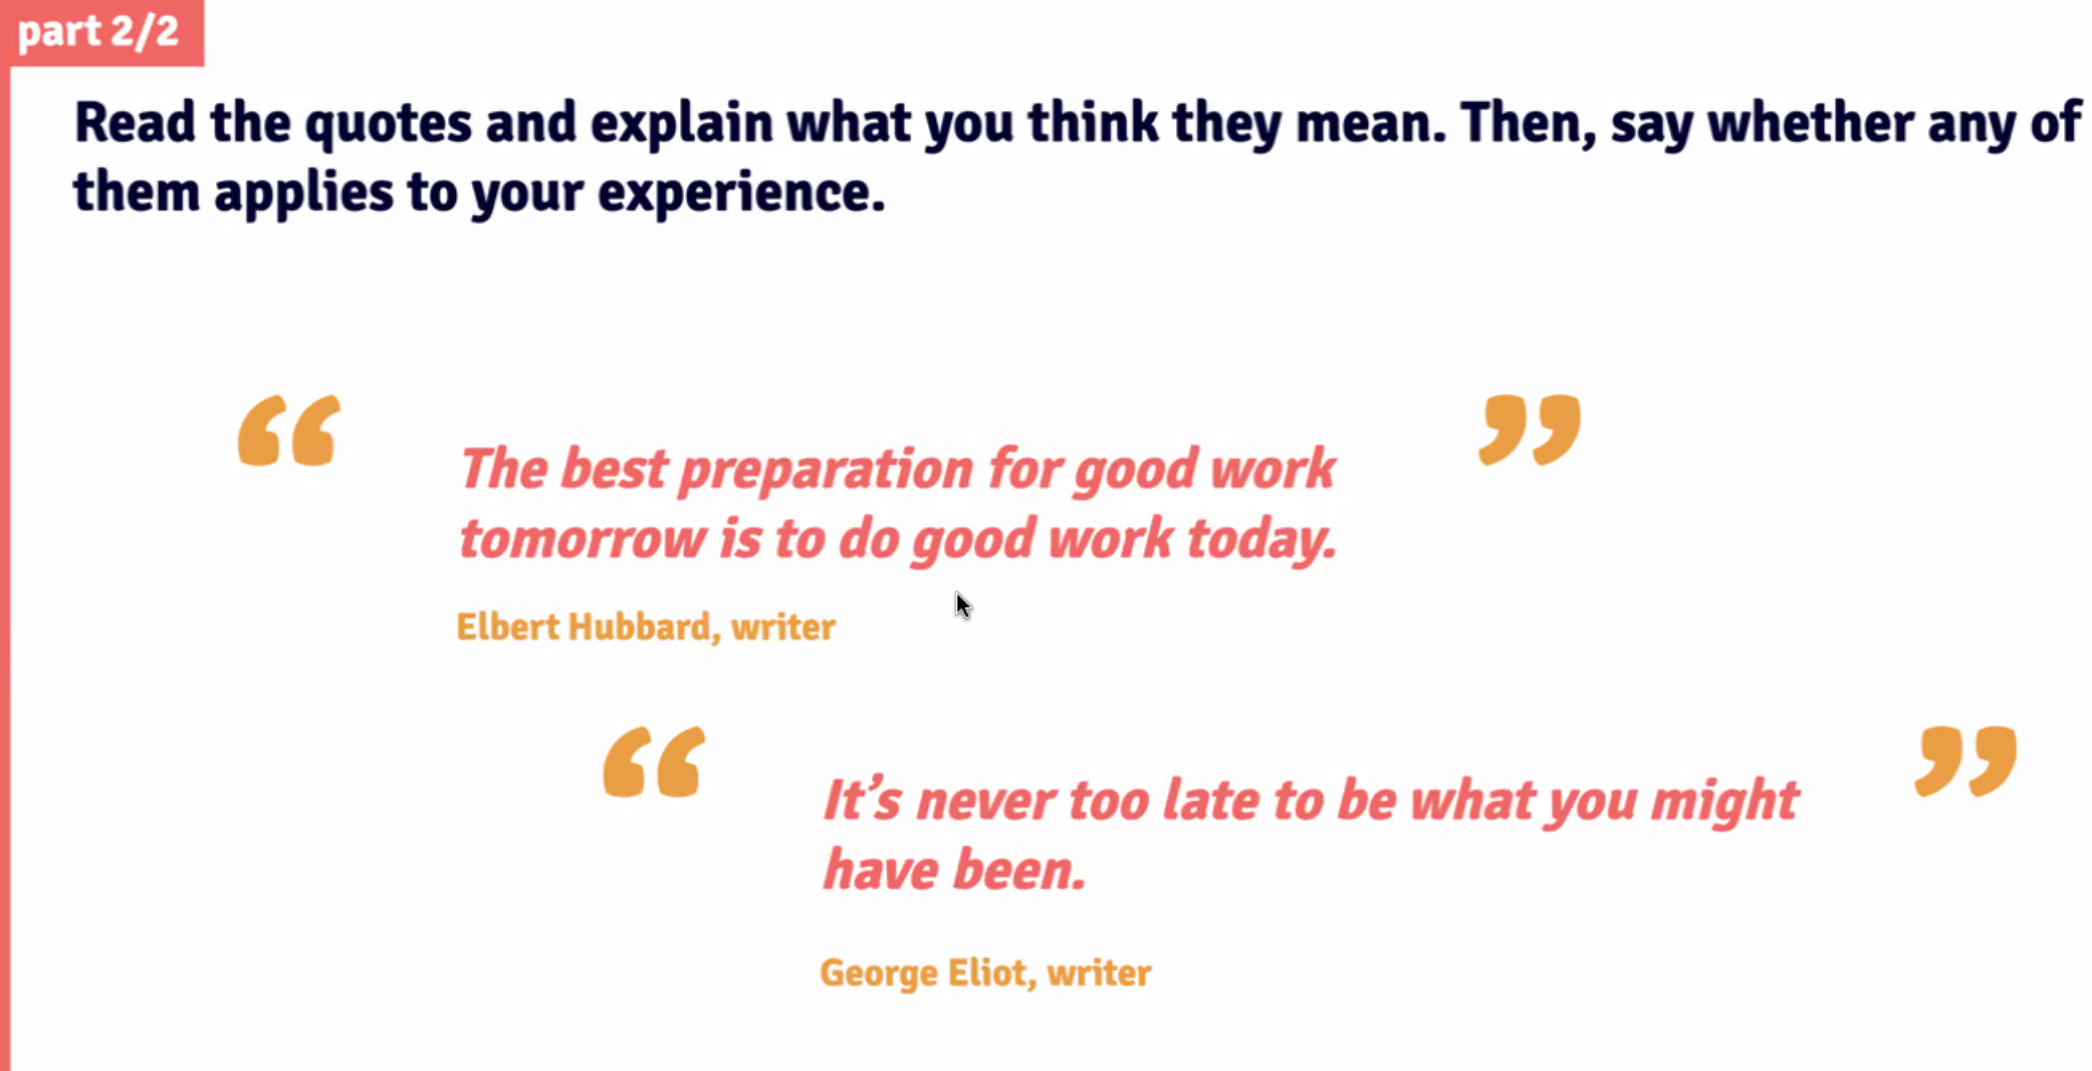 part 2/2
Read the quotes and explain what you think they mean. Then, say whether any of
them applies to your experience.
“ ”
The best preparation for good work
tomorrow is to do good work today.
Elbert Hubbard, writer
“ ”
It’s never too late to be what you might
have been.
George Eliot, writer